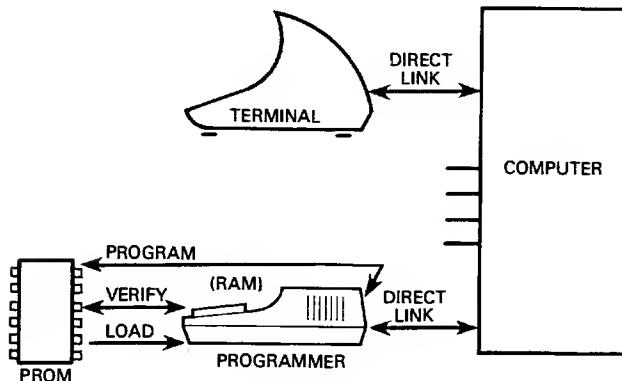 DIRECT
LINK
TERMINAL
COMPUTER
PROGRAM
(RAM)
VERIFY
DIRECT
LINK
LOAD
PROGRAMMER
PROM